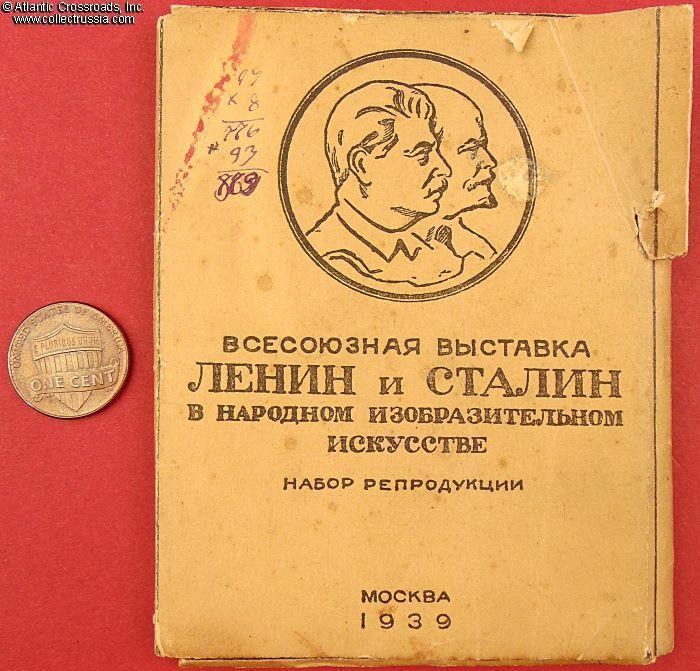 © Atlantic Crossroads, Inc.
www.collectrussia.com
97
x 8
776
+ 93
869
ВСЕСОЮЗНАЯ ВЫСТАВКА
ЛЕНИН и СТАЛИН
В НАРОДНОМ ИЗОБРАЗИТЕЛЬНОМ
ИСКУССТВЕ
НАБОР РЕПРОДУКЦИИ
МОСКВА
1939
UNITED STATES OF AMERICA
E PLURIBUS UNUM
ONE CENT